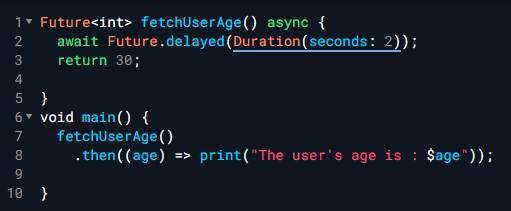 1 Future<int> fetchUserAge() async {
2 await Future.delayed(Duration(seconds: 2));
3 return 30;
4
5 }
6 void main() {
7 fetchUserAge()
8 .then((age) => print("The user's age is : $age"));
9
10 }